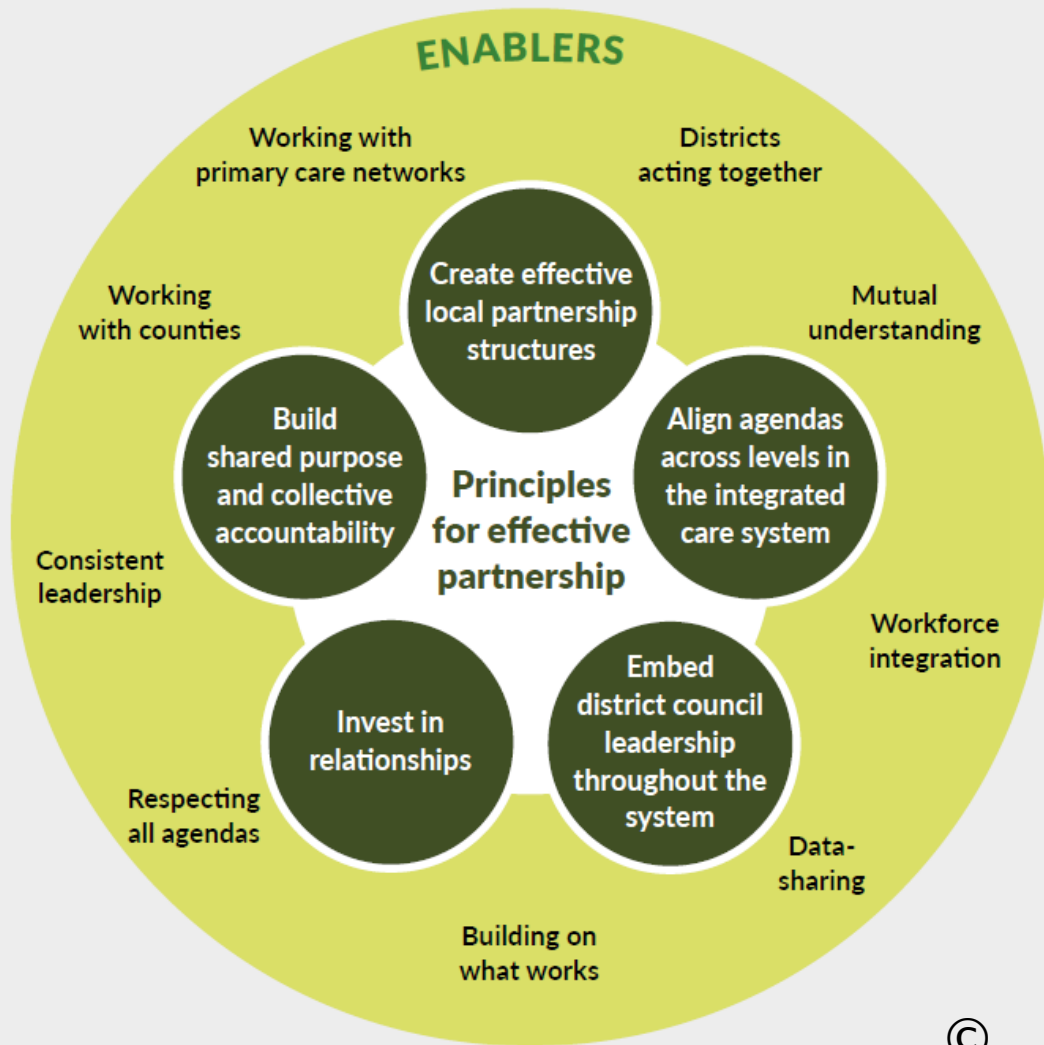 ENABLERS
Working with
primary care networks
Districts
acting together
Working
with counties
Mutual
understanding
Create effective
local partnership
structures
Build
shared purpose
and collective
accountability
Align agendas
across levels in
the integrated
care system
Principles
for effective
partnership
Consistent
leadership
Workforce
integration
Invest in
relationships
Embed
district council
leadership
throughout the
system
Respecting
all agendas
Data-
sharing
Building on
what works
©